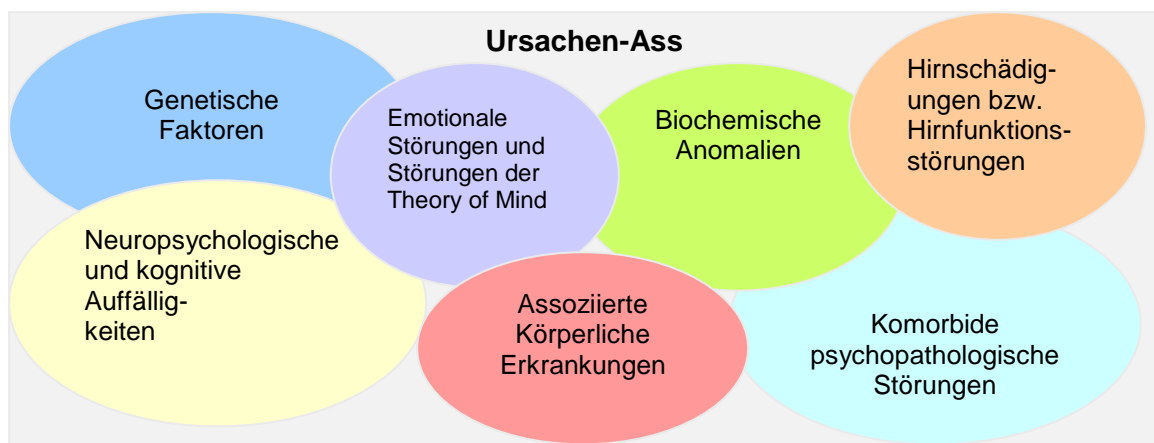 Ursachen-Ass
Genetische
Faktoren
Emotionale
Störungen und
Störungen der
Theory of Mind
Biochemische
Anomalien
Hirnschädig-
ungen bzw.
Hirnfunktions-
störungen
Neuropsychologische
und kognitive
Auffällig-
keiten
Assoziierte
Körperliche
Erkrankungen
Komorbide
psychopathologische
Störungen